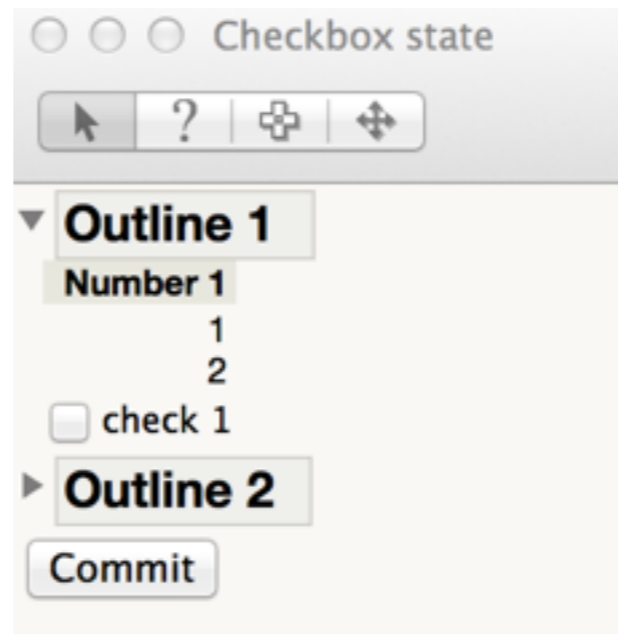 Checkbox state
?
Outline 1
Number 1
1
2
check 1
Outline 2
Commit